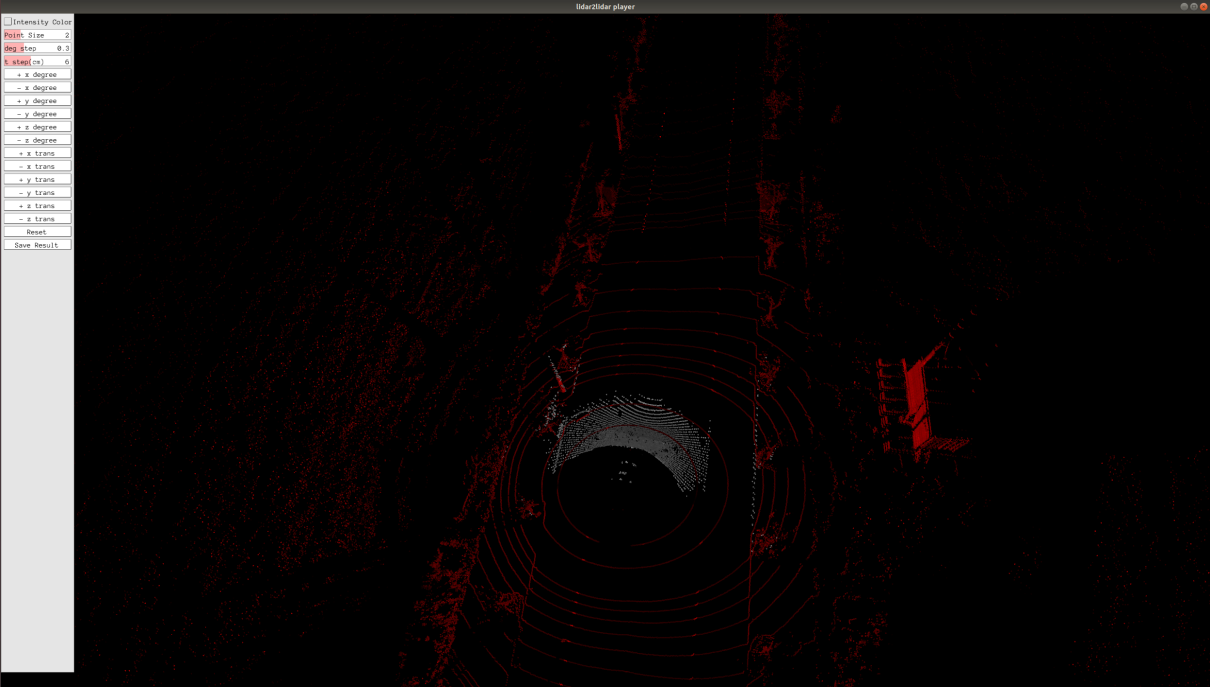 lidar2lidar player
Intensity Color
Point Size 2
deg step 0.3
t step(cm) 6
+ x degree
- x degree
+ y degree
- y degree
+ z degree
- z degree
+ x trans
- x trans
+ y trans
- y trans
+ z trans
- z trans
Reset
Save Result